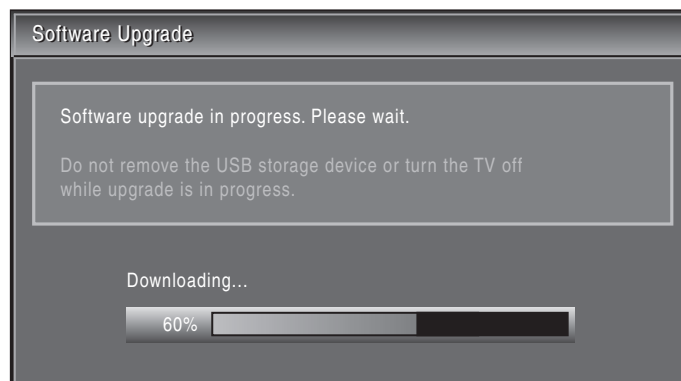 Software Upgrade
Software upgrade in progress. Please wait.
Do not remove the USB storage device or turn the TV off
while upgrade is in progress.
Downloading...
60%